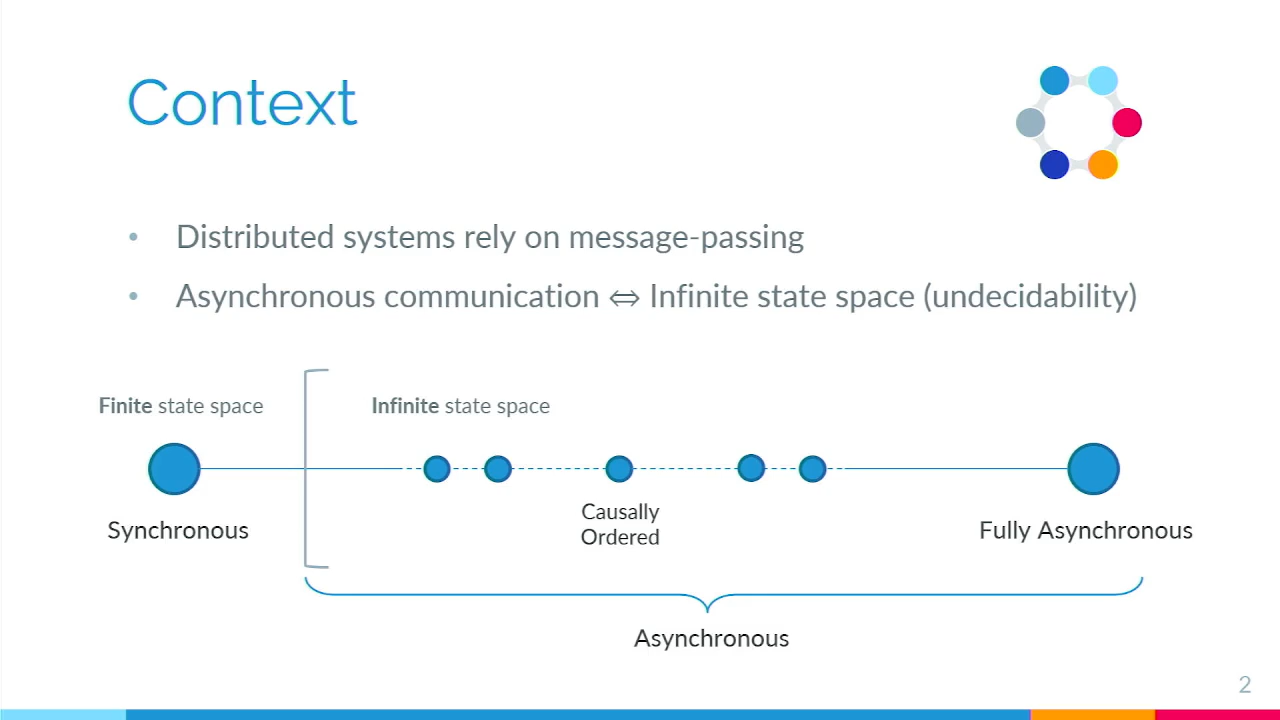 Context
• Distributed systems rely on message-passing
• Asynchronous communication ⇔ Infinite state space (undecidability)
Finite state space
Infinite state space
Causally
Ordered
Synchronous
Fully Asynchronous
Asynchronous
2